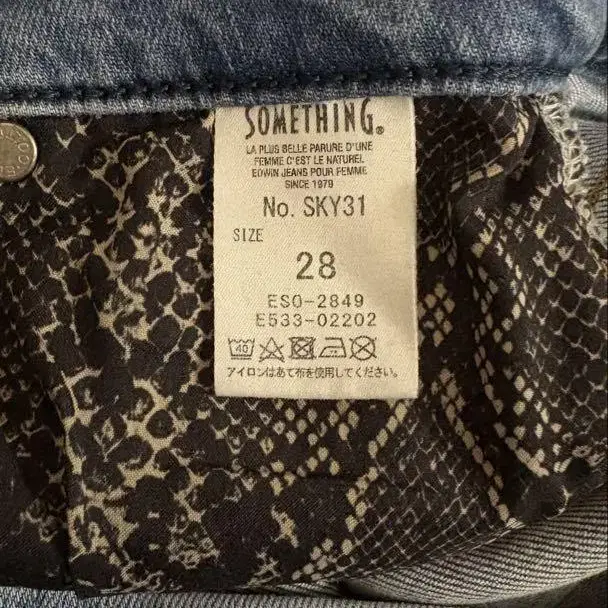 SOMETHING®
LA PLUS BELLE PARURE D'UNE
FEMME C'EST LE NATUREL
EDWIN JEANS POUR FEMME
SINCE 1979
No. SKY31
SIZE
28
ESO-2849
E533-02202
40
アイロンはあて布を使用してください。